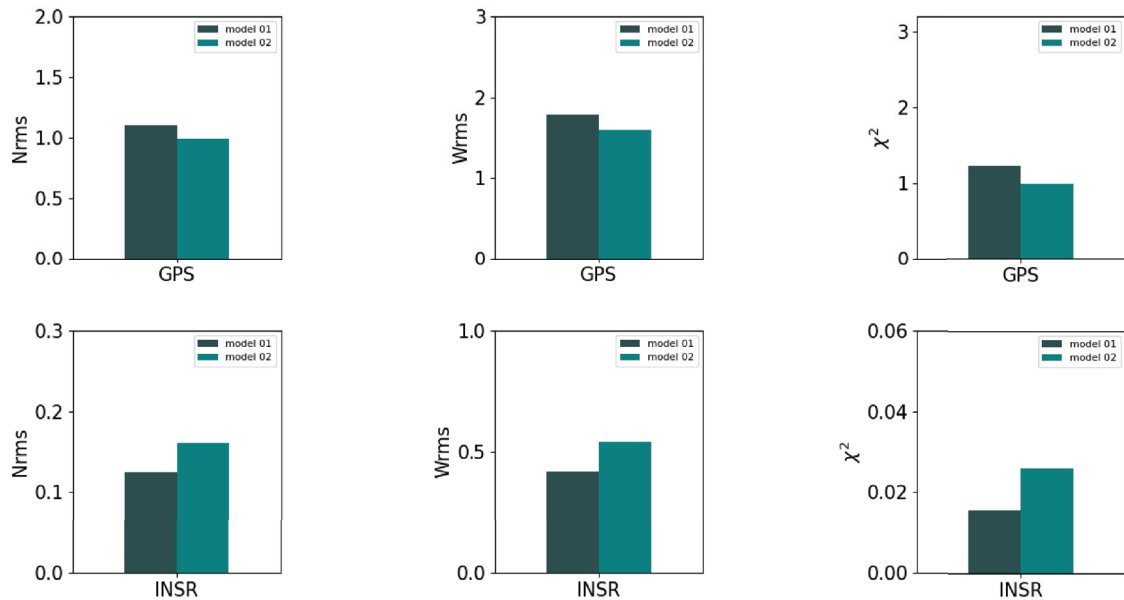 2.0
1.5
1.0
0.5
0.0
Nrms
model 01
model 02
GPS
3
2
1
0
Wrms
model 01
model 02
GPS
3
2
1
0
χ²
model 01
model 02
GPS
0.3
0.2
0.1
0.0
Nrms
model 01
model 02
INSR
1.0
0.5
0.0
Wrms
model 01
model 02
INSR
0.06
0.04
0.02
0.00
χ²
model 01
model 02
INSR